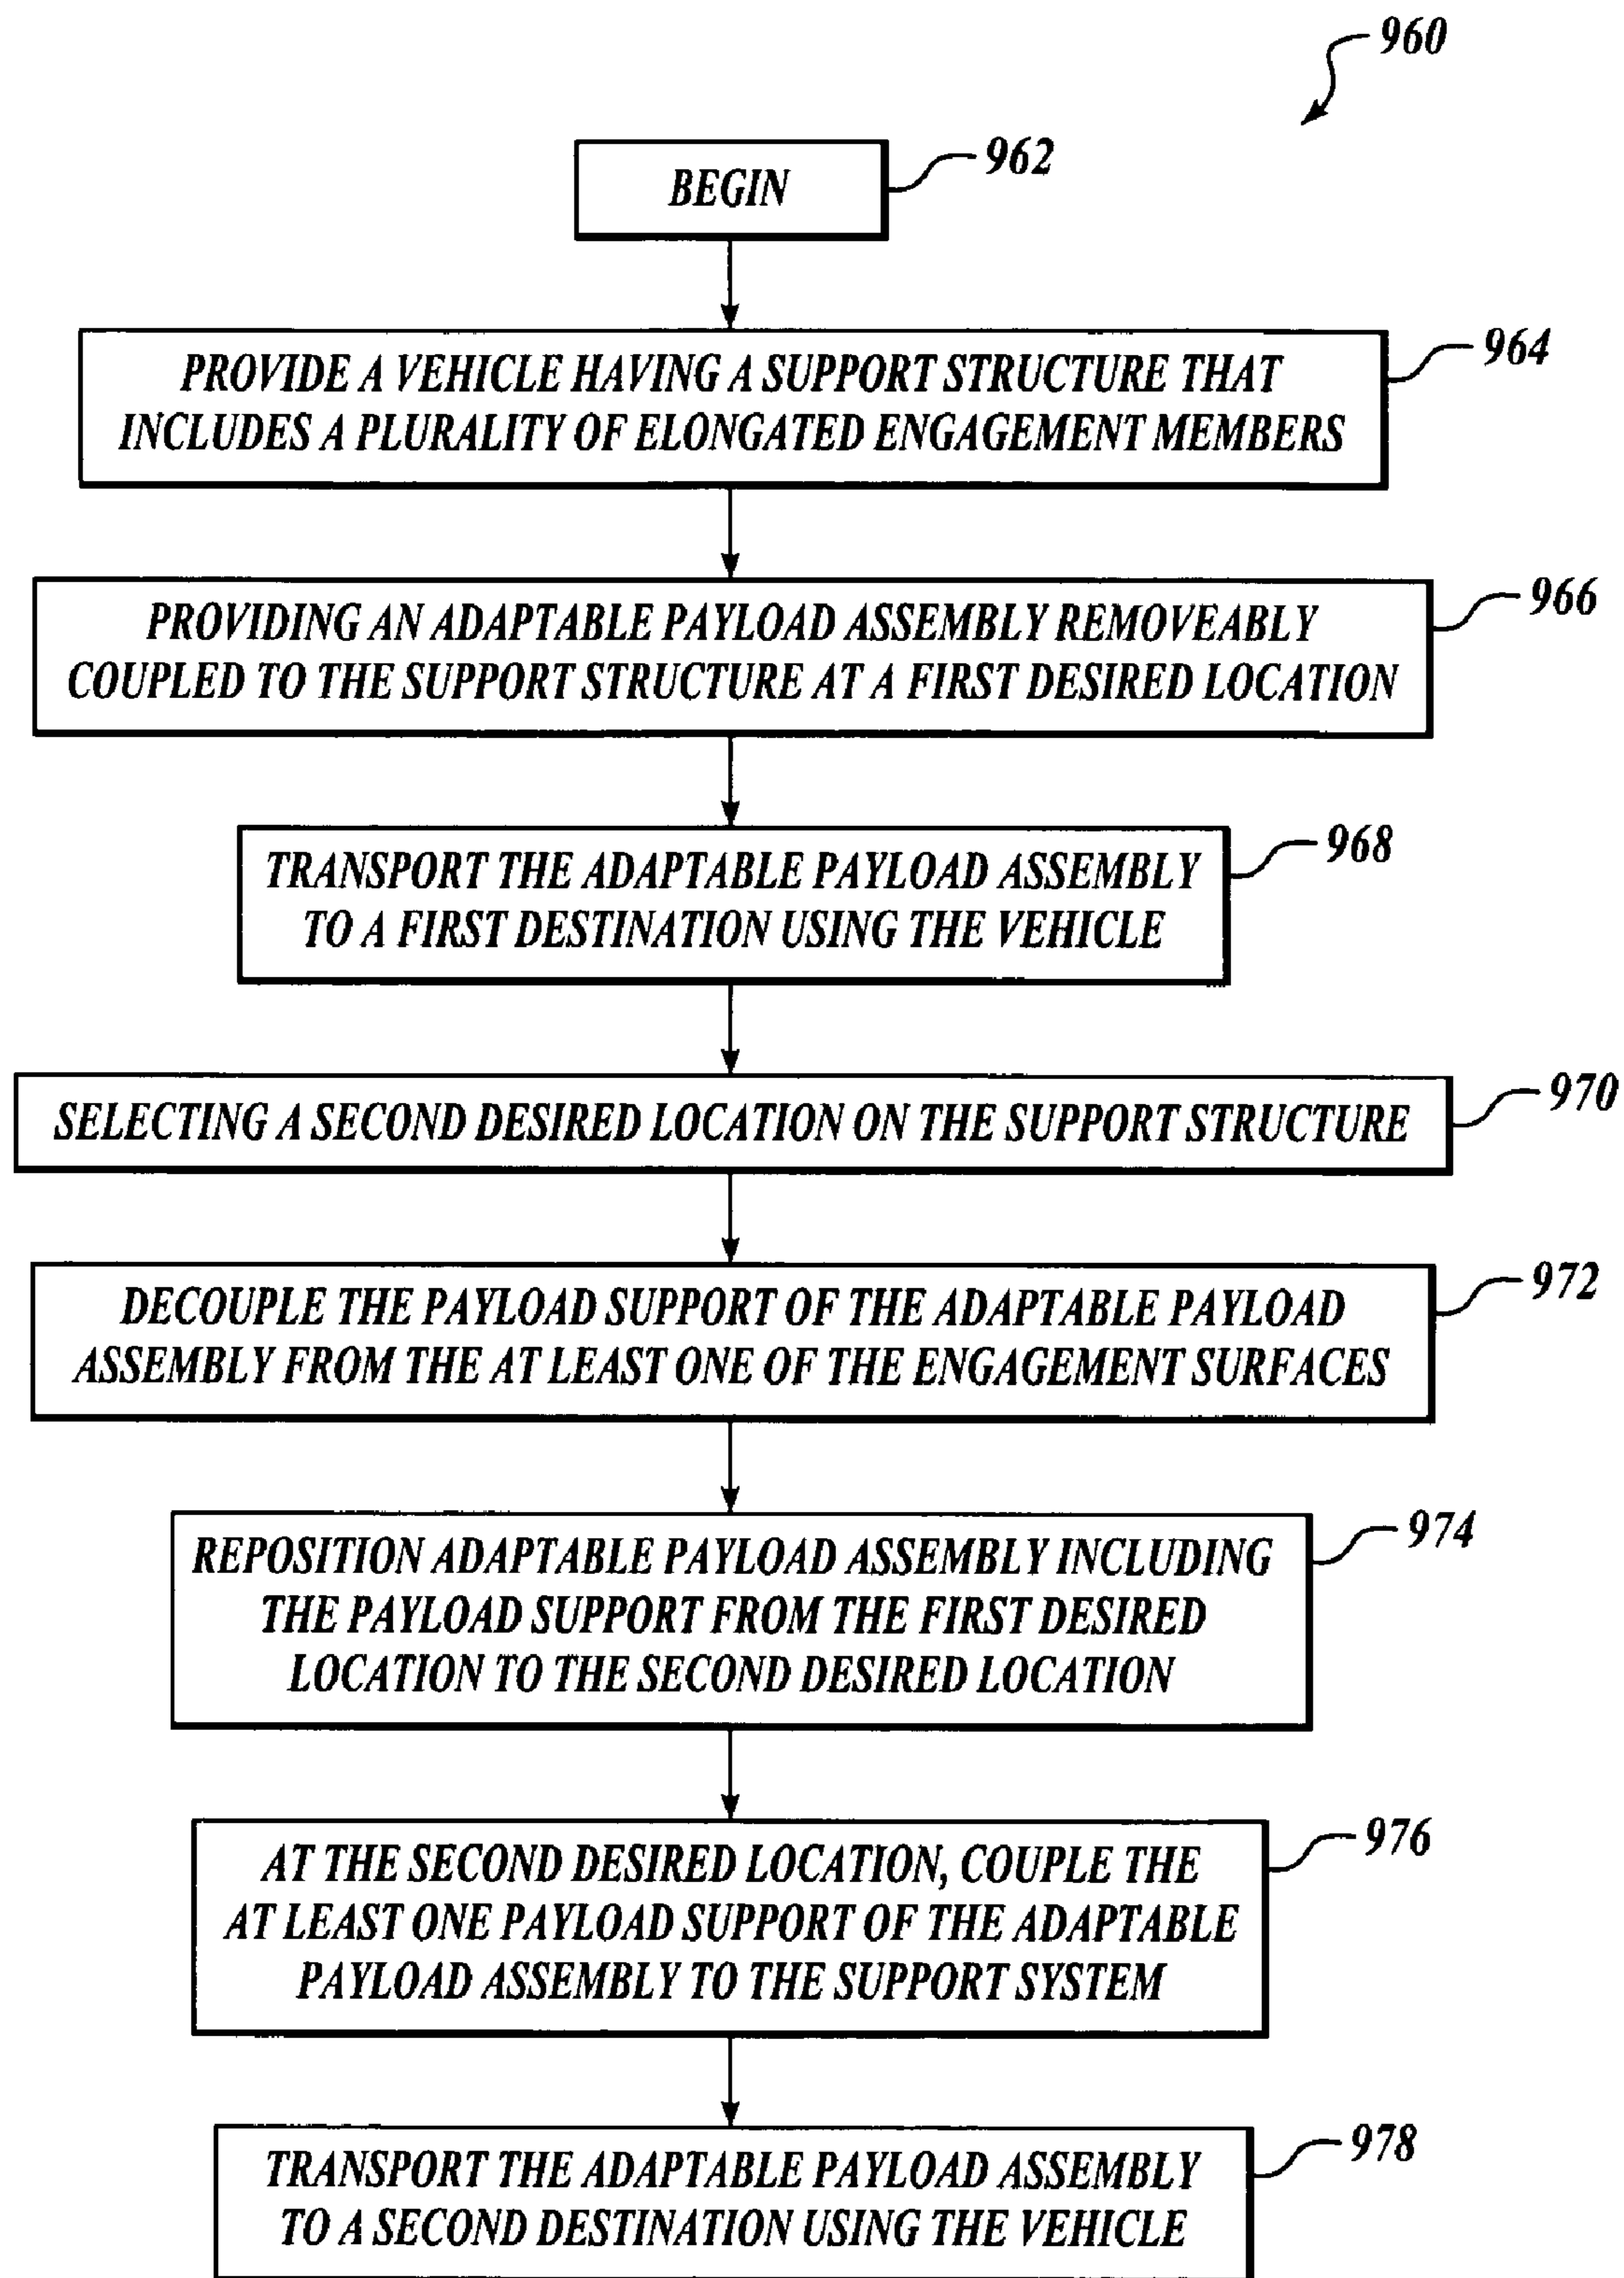 960
BEGIN
962
PROVIDE A VEHICLE HAVING A SUPPORT STRUCTURE THAT
INCLUDES A PLURALITY OF ELONGATED ENGAGEMENT MEMBERS
964
PROVIDING AN ADAPTABLE PAYLOAD ASSEMBLY REMOVEABLY
COUPLED TO THE SUPPORT STRUCTURE AT A FIRST DESIRED LOCATION
966
TRANSPORT THE ADAPTABLE PAYLOAD ASSEMBLY
TO A FIRST DESTINATION USING THE VEHICLE
968
SELECTING A SECOND DESIRED LOCATION ON THE SUPPORT STRUCTURE
970
DECOUPLE THE PAYLOAD SUPPORT OF THE ADAPTABLE PAYLOAD
ASSEMBLY FROM THE AT LEAST ONE OF THE ENGAGEMENT SURFACES
972
REPOSITION ADAPTABLE PAYLOAD ASSEMBLY INCLUDING
THE PAYLOAD SUPPORT FROM THE FIRST DESIRED
LOCATION TO THE SECOND DESIRED LOCATION
974
AT THE SECOND DESIRED LOCATION, COUPLE THE
AT LEAST ONE PAYLOAD SUPPORT OF THE ADAPTABLE
PAYLOAD ASSEMBLY TO THE SUPPORT SYSTEM
976
TRANSPORT THE ADAPTABLE PAYLOAD ASSEMBLY
TO A SECOND DESTINATION USING THE VEHICLE
978